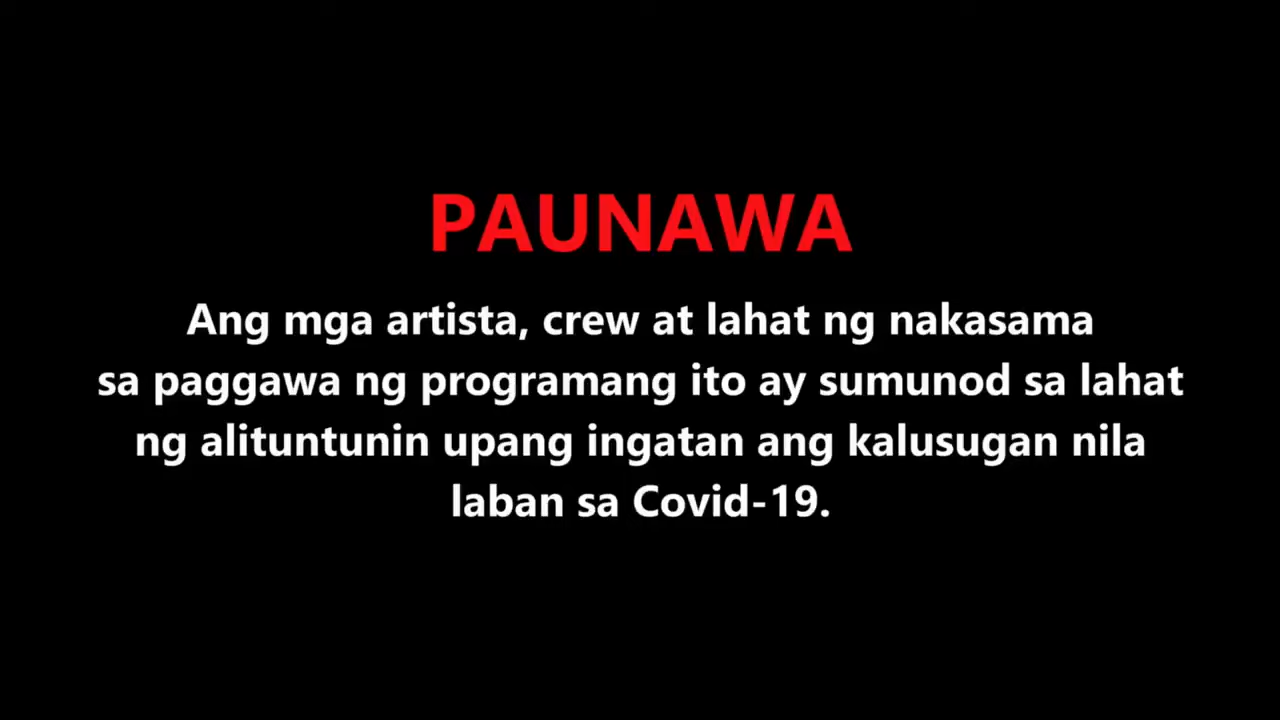 PAUNAWA
Ang mga artista, crew at lahat ng nakasama
sa paggawa ng programang ito ay sumunod sa lahat
ng alituntunin upang ingatan ang kalusugan nila
laban sa Covid-19.